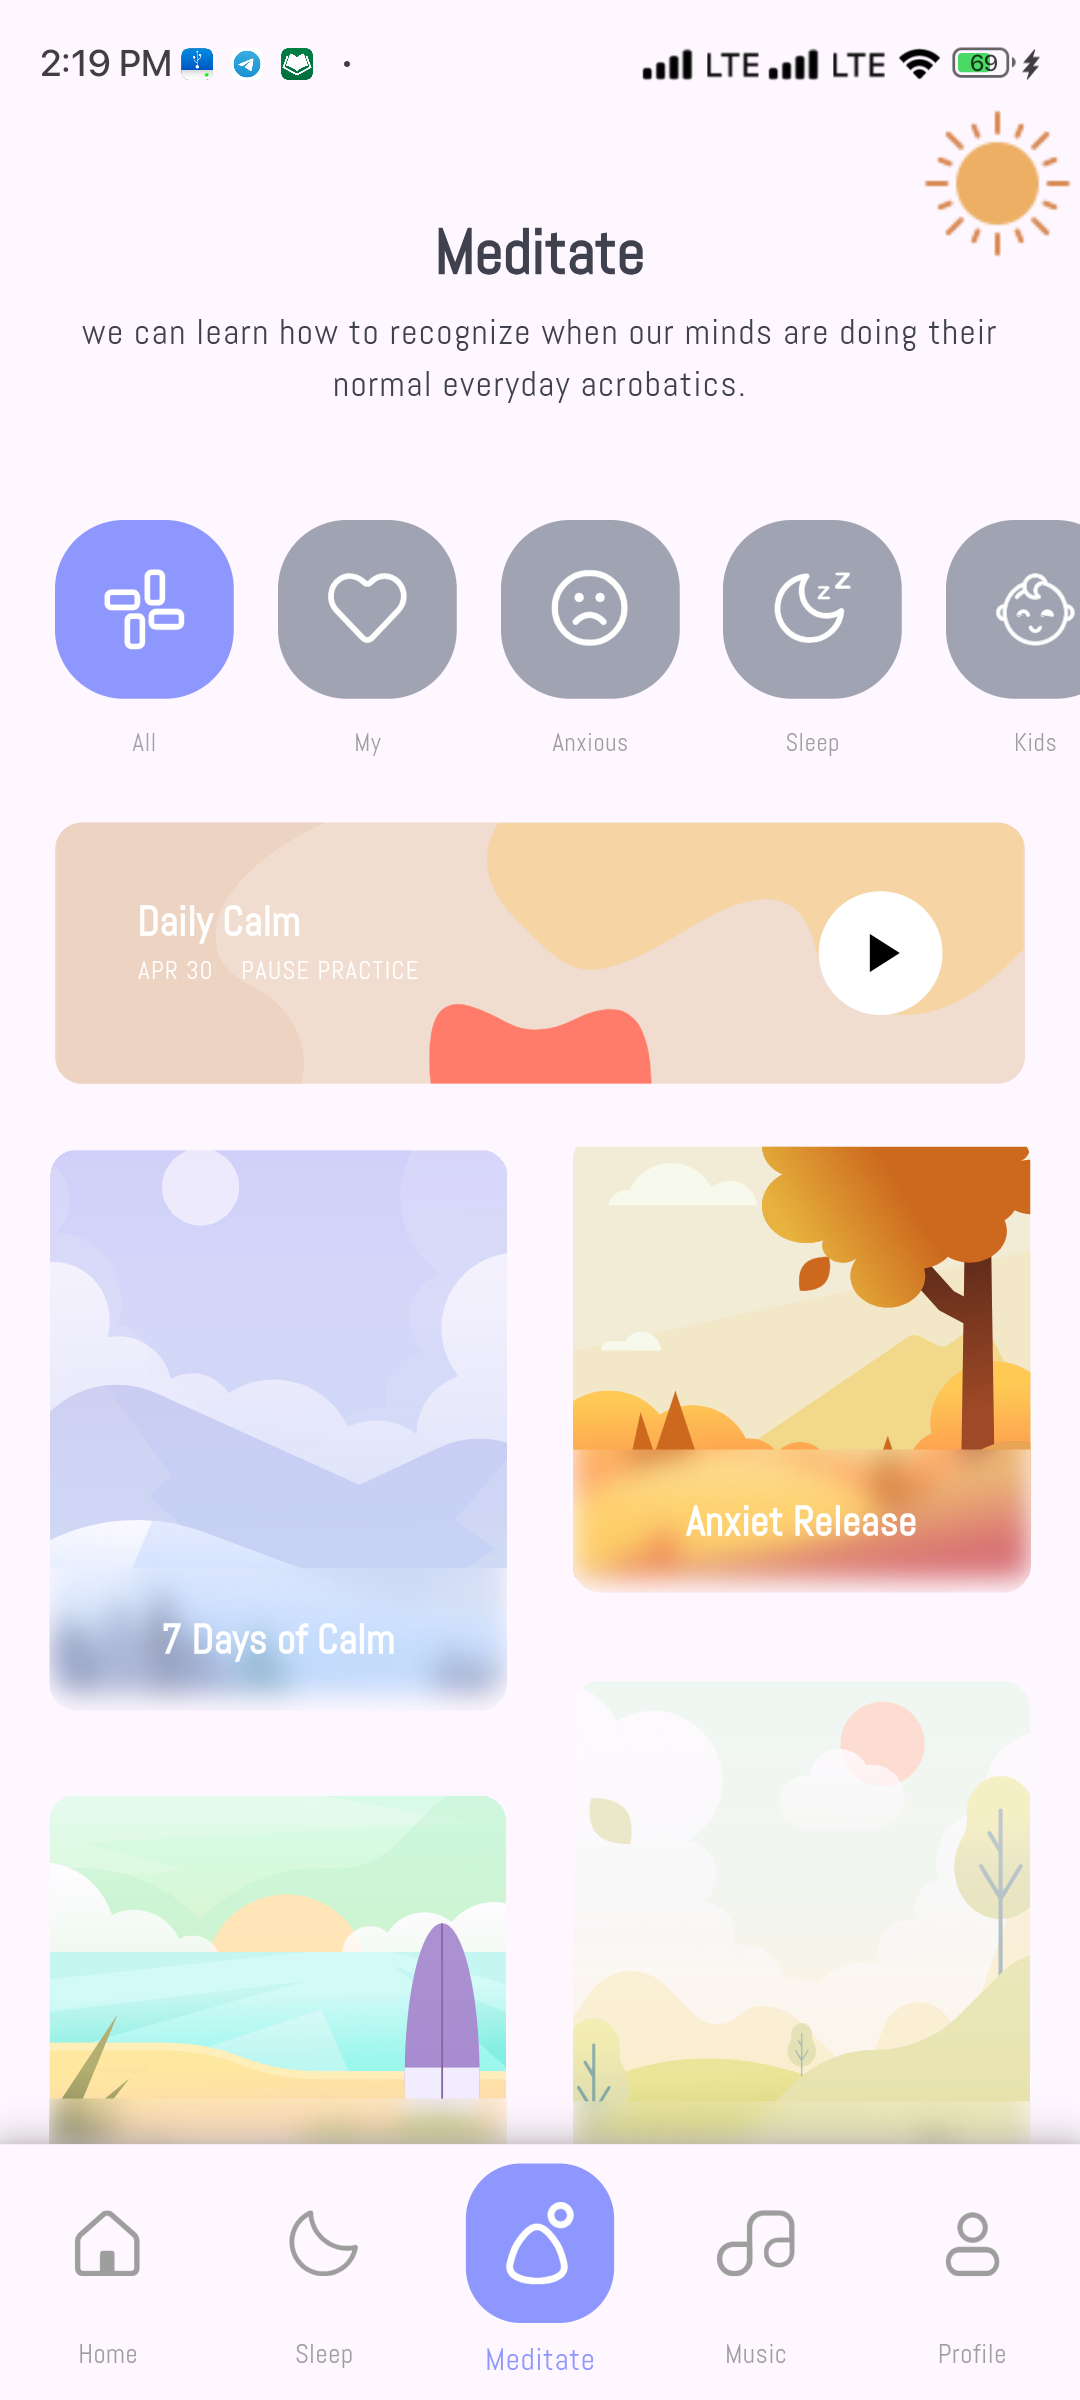 2:19 PM LTE LTE 69
Meditate
we can learn how to recognize when our minds are doing their
normal everyday acrobatics.
All My Anxious Sleep Kids
Daily Calm
APR 30 PAUSE PRACTICE
Anxiet Release
7 Days of Calm
Home Sleep Meditate Music Profile